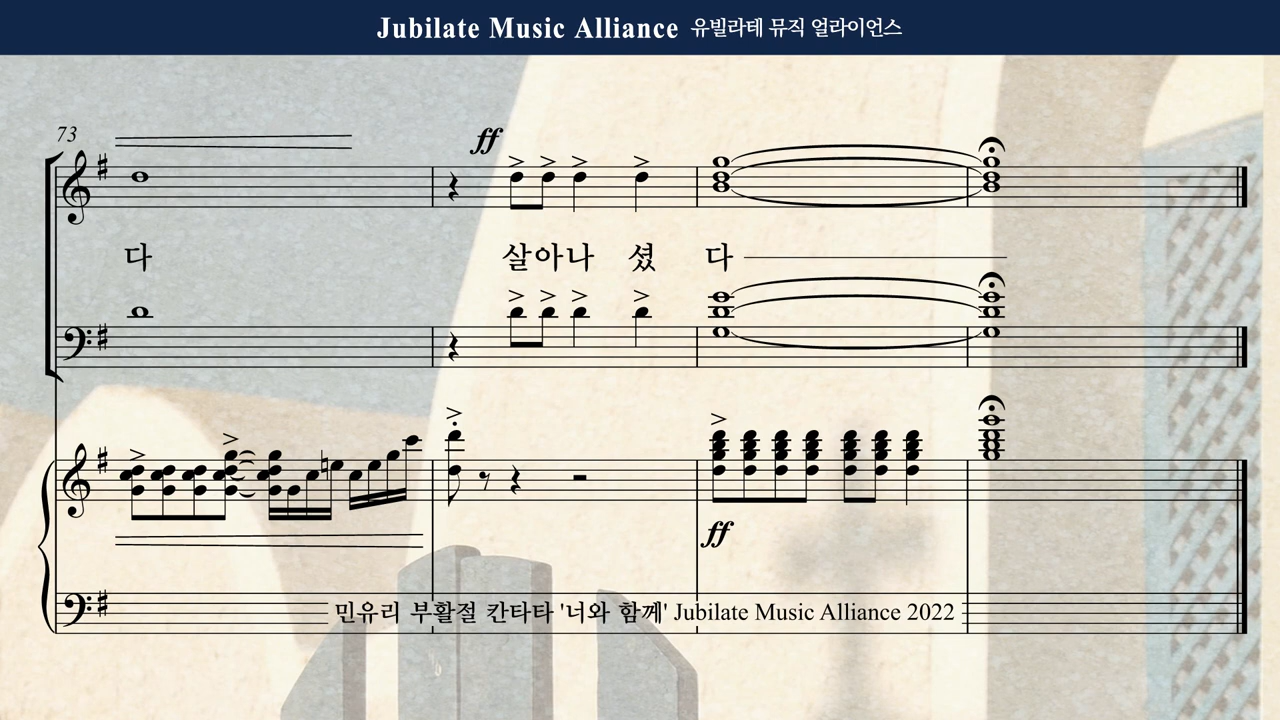 Jubilate Music Alliance 유빌라테 뮤직 얼라이언스
73
ff
다 살아나 셨 다
ff
민유리 부활절 칸타타 '너와 함께' Jubilate Music Alliance 2022